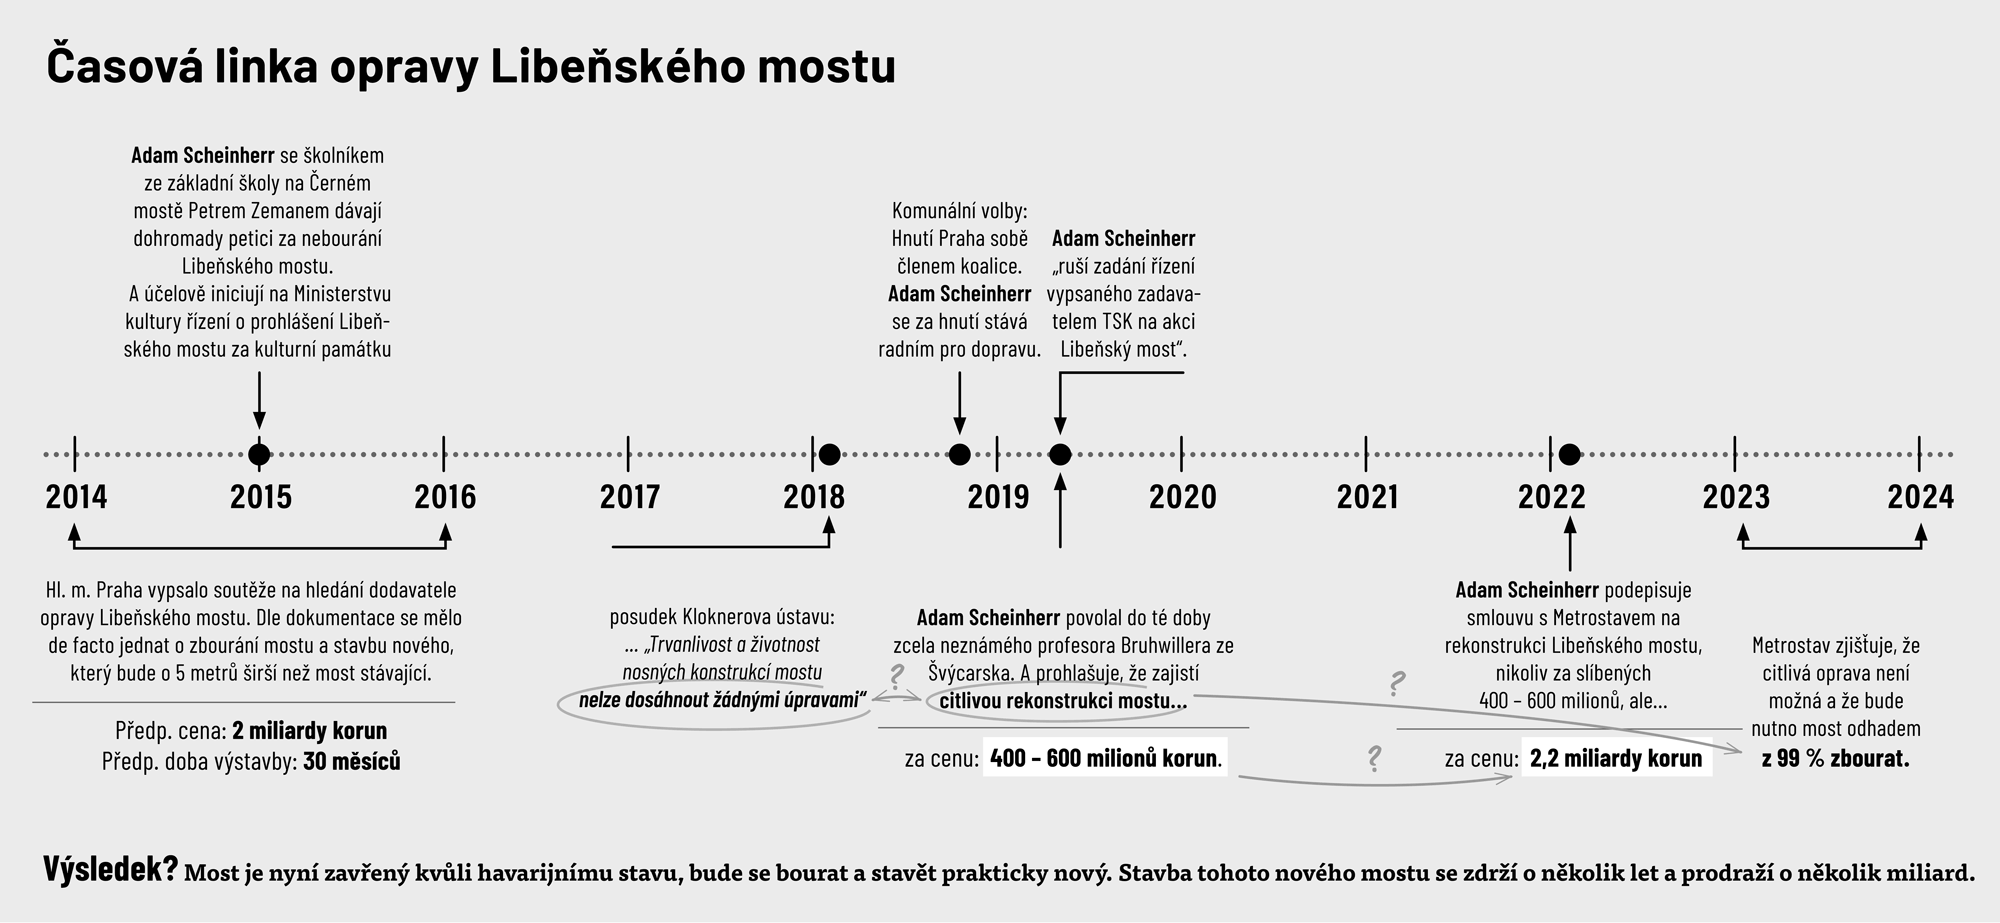 Časová linka opravy Libeňského mostu
Adam Scheinherr se školníkem
ze základní školy na Černém
mostě Petrem Zemanem dávají
dohromady petici za nebourání
Libeňského mostu.
A účelově iniciují na Ministerstvu
kultury řízení o prohlášení Libeň-
ského mostu za kulturní památku
Komunální volby:
Hnutí Praha sobě
členem koalice.
Adam Scheinherr
se za hnutí stává
radním pro dopravu.
Adam Scheinherr
„ruší zadání řízení
vypsaného zadava-
telem TSK na akci
Libeňský most“.
2014
2015
2016
2017
2018
2019
2020
2021
2022
2023
2024
Hl. m. Praha vypsalo soutěže na hledání dodavatele
opravy Libeňského mostu. Dle dokumentace se mělo
de facto jednat o zbourání mostu a stavbu nového,
který bude o 5 metrů širší než most stávající.
Předp. cena: 2 miliardy korun
Předp. doba výstavby: 30 měsíců
posudek Kloknerova ústavu:
... „Trvanlivost a životnost
nosných konstrukcí mostu
nelze dosáhnout žádnými úpravami“
?
Adam Scheinherr povolal do té doby
zcela neznámého profesora Bruhwillera ze
Švýcarska. A prohlašuje, že zajistí
citlivou rekonstrukci mostu...
za cenu: 400 – 600 milionů korun.
?
?
Adam Scheinherr podepisuje
smlouvu s Metrostavem na
rekonstrukci Libeňského mostu,
nikoliv za slíbených
400 – 600 milionů, ale...
za cenu: 2,2 miliardy korun
Metrostav zjišťuje, že
citlivá oprava není
možná a že bude
nutno most odhadem
z 99 % zbourat.
Výsledek? Most je nyní zavřený kvůli havarijnímu stavu, bude se bourat a stavět prakticky nový. Stavba tohoto nového mostu se zdrží o několik let a prodraží o několik miliard.